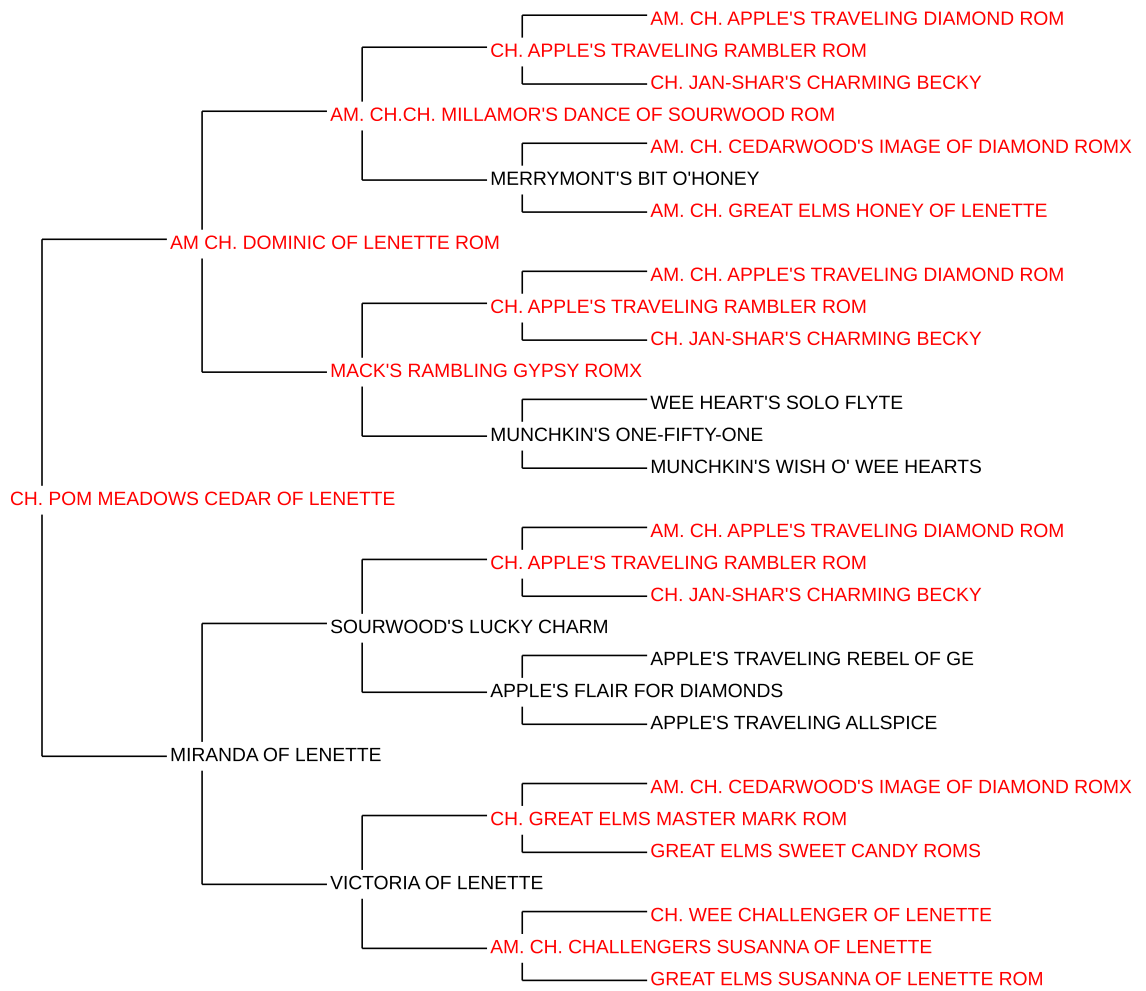 AM. CH. APPLE'S TRAVELING DIAMOND ROM
CH. APPLE'S TRAVELING RAMBLER ROM
CH. JAN-SHAR'S CHARMING BECKY
AM. CH.CH. MILLAMOR'S DANCE OF SOURWOOD ROM
AM. CH. CEDARWOOD'S IMAGE OF DIAMOND ROMX
MERRYMONT'S BIT O'HONEY
AM. CH. GREAT ELMS HONEY OF LENETTE
AM CH. DOMINIC OF LENETTE ROM
AM. CH. APPLE'S TRAVELING DIAMOND ROM
CH. APPLE'S TRAVELING RAMBLER ROM
CH. JAN-SHAR'S CHARMING BECKY
MACK'S RAMBLING GYPSY ROMX
WEE HEART'S SOLO FLYTE
MUNCHKIN'S ONE-FIFTY-ONE
MUNCHKIN'S WISH O' WEE HEARTS
CH. POM MEADOWS CEDAR OF LENETTE
AM. CH. APPLE'S TRAVELING DIAMOND ROM
CH. APPLE'S TRAVELING RAMBLER ROM
CH. JAN-SHAR'S CHARMING BECKY
SOURWOOD'S LUCKY CHARM
APPLE'S TRAVELING REBEL OF GE
APPLE'S FLAIR FOR DIAMONDS
APPLE'S TRAVELING ALLSPICE
MIRANDA OF LENETTE
AM. CH. CEDARWOOD'S IMAGE OF DIAMOND ROMX
CH. GREAT ELMS MASTER MARK ROM
GREAT ELMS SWEET CANDY ROMS
VICTORIA OF LENETTE
CH. WEE CHALLENGER OF LENETTE
AM. CH. CHALLENGERS SUSANNA OF LENETTE
GREAT ELMS SUSANNA OF LENETTE ROM